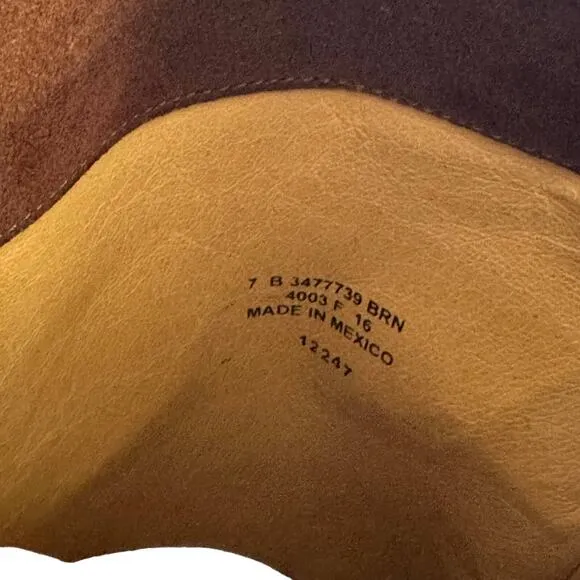 7 B 3477739 BRN
4003 F 16
MADE IN MEXICO
12247